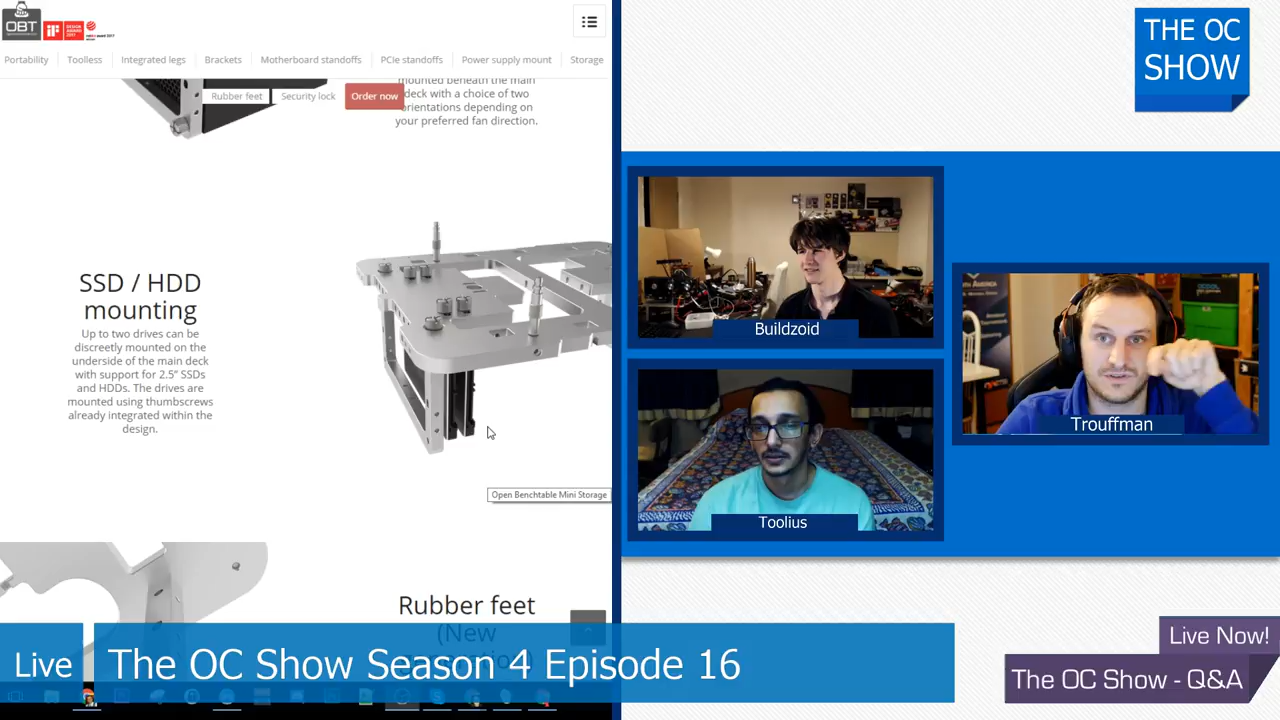 OBT
Portability
Toolless
Integrated legs
Brackets
Motherboard standoffs
PCIe standoffs
Power supply mount
Storage
Rubber feet
Security lock
Order now
mounted beneath the main
deck with a choice of two
orientations depending on
your preferred fan direction.
SSD / HDD
mounting
Up to two drives can be
discreetly mounted on the
underside of the main deck
with support for 2.5” SSDs
and HDDs. The drives are
mounted using thumbscrews
already integrated within the
design.
Open Benchtable Mini Storage
Rubber feet
(New
THE OC
SHOW
Buildzoid
Toolius
Trouffman
Live
The OC Show Season 4 Episode 16
Live Now!
The OC Show - Q&A